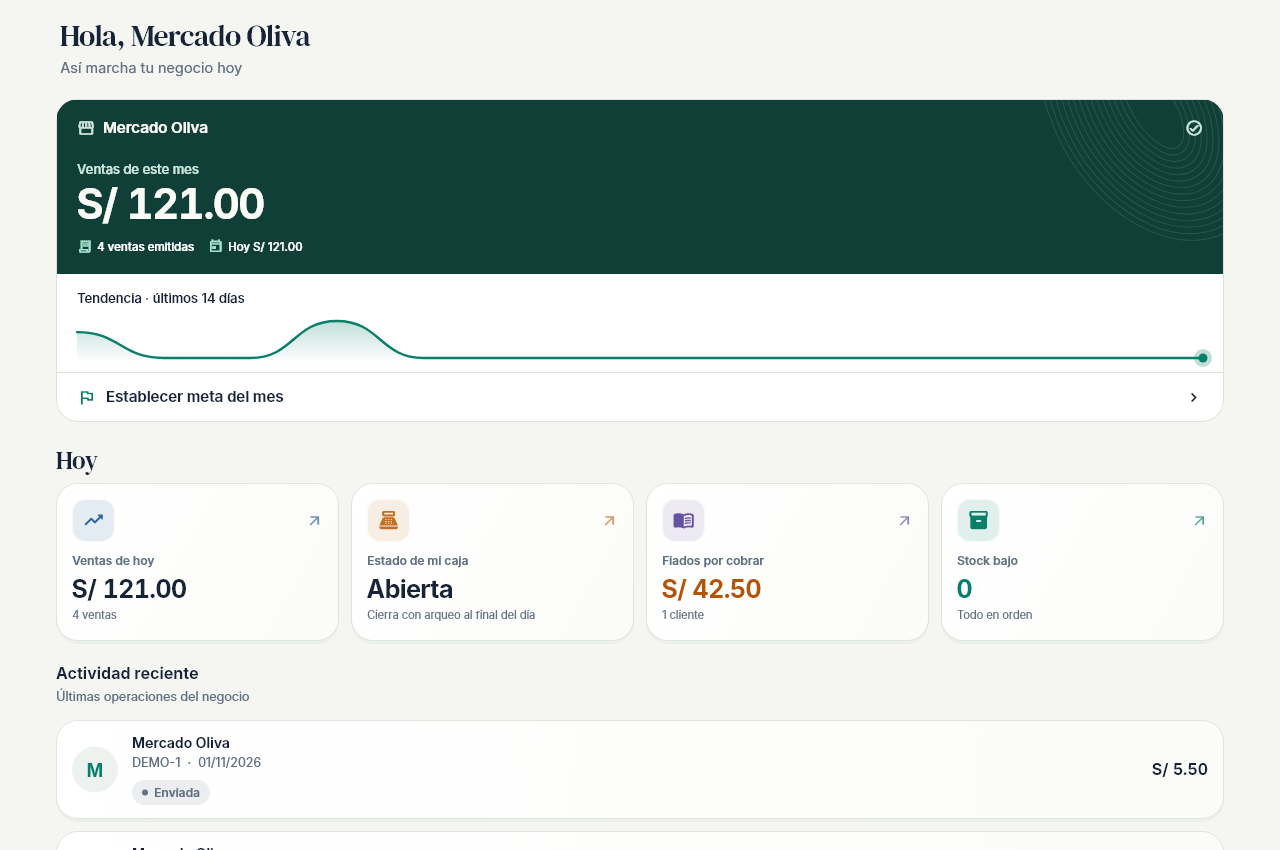 Hola, Mercado Oliva
Así marcha tu negocio hoy
Mercado Oliva
Ventas de este mes
S/ 121.00
4 ventas emitidas
Hoy S/ 121.00
Tendencia · últimos 14 días
Establecer meta del mes
Hoy
Ventas de hoy
S/ 121.00
4 ventas
Estado de mi caja
Abierta
Cierra con arqueo al final del día
Fiados por cobrar
S/ 42.50
1 cliente
Stock bajo
0
Todo en orden
Actividad reciente
Últimas operaciones del negocio
M
Mercado Oliva
DEMO-1 · 01/11/2026
Enviada
S/ 5.50